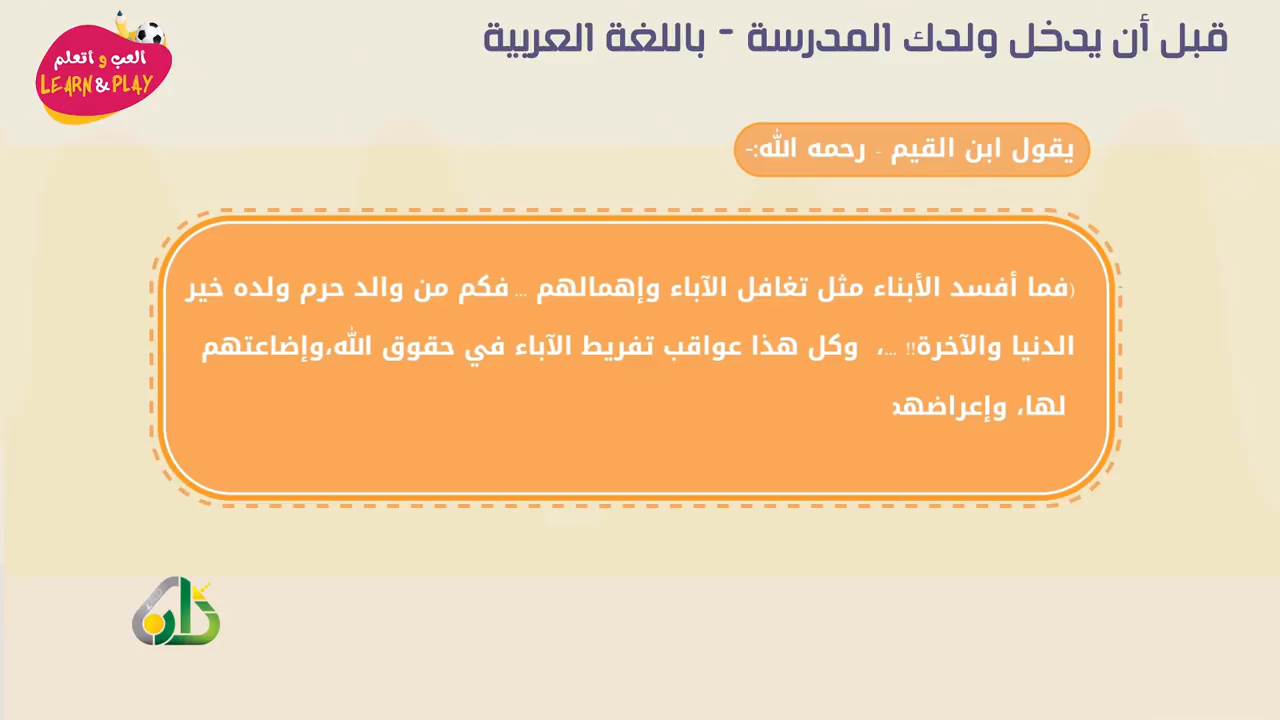 قبل أن يدخل ولدك المدرسة - باللغة العربية
العب و اتعلم
LEARN & PLAY
يقول ابن القيم - رحمه الله:-
(فما أفسد الأبناء مثل تغافل الآباء وإهمالهم ... فكم من والد حرم ولده خير
الدنيا والآخرة!! ...، وكل هذا عواقب تفريط الآباء في حقوق الله،وإضاعتهم
لها، وإعراضهم